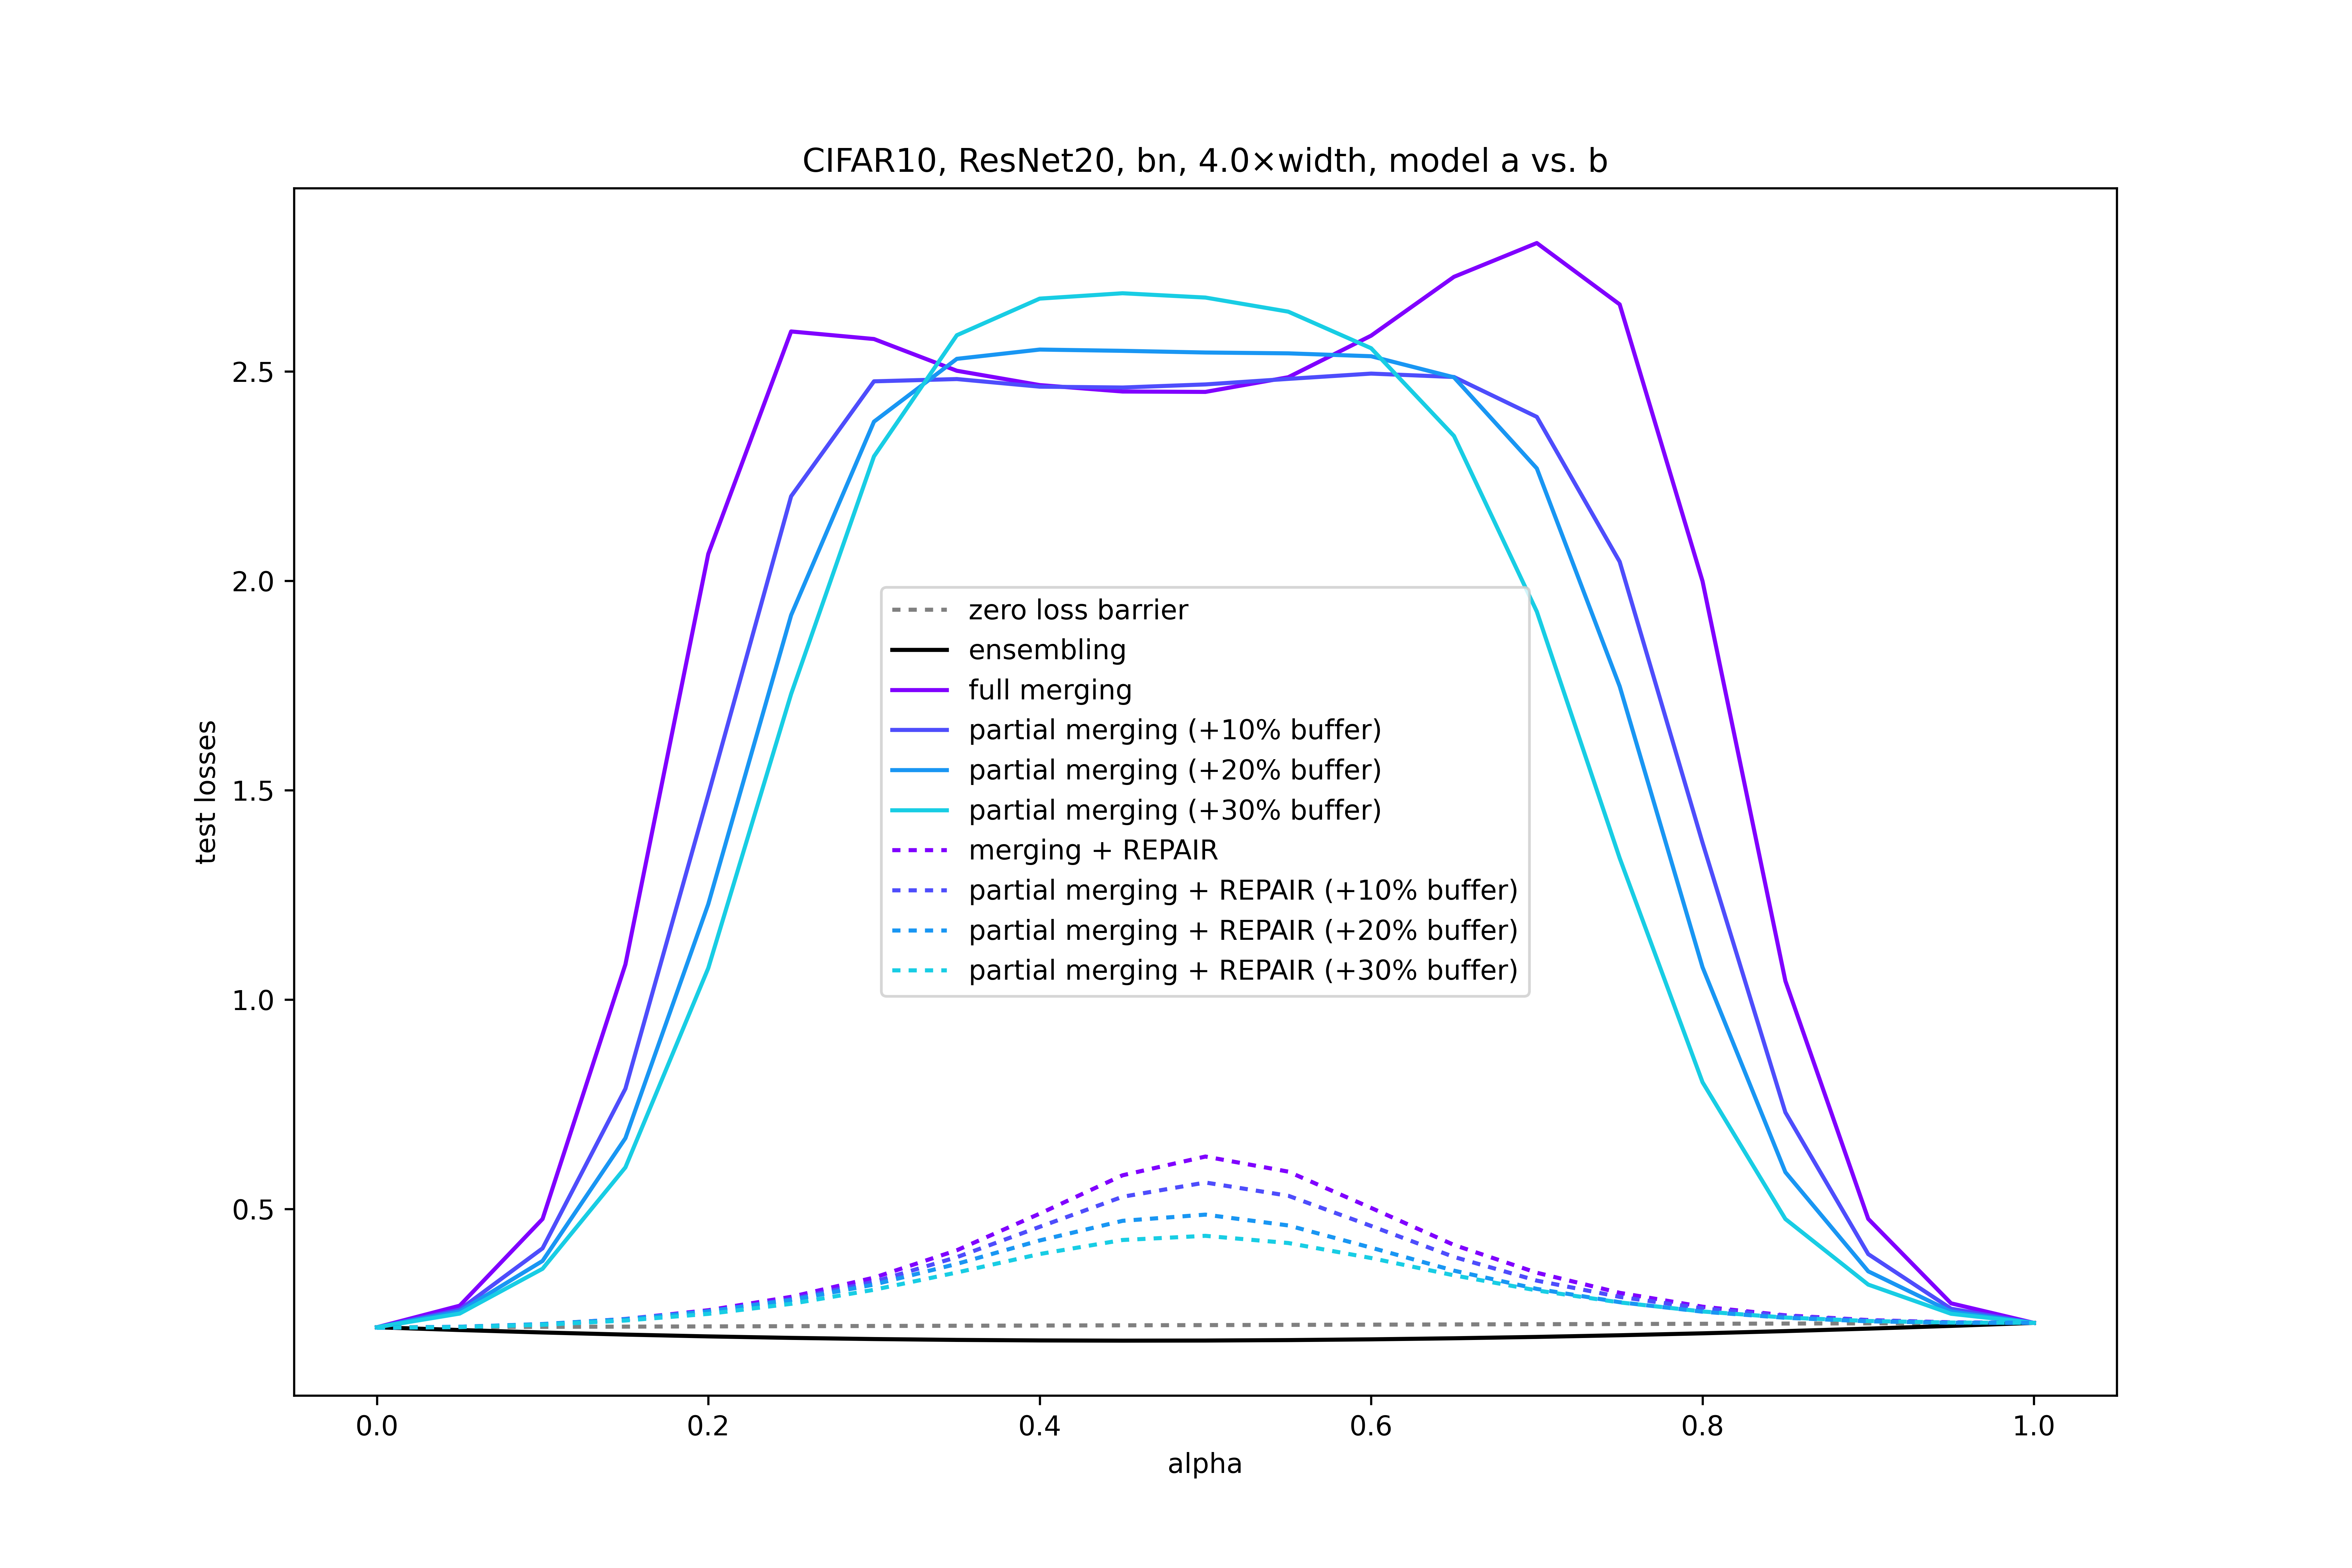 CIFAR10, ResNet20, bn, 4.0×width, model a vs. b
test losses
2.5
2.0
1.5
1.0
0.5
zero loss barrier
ensembling
full merging
partial merging (+10% buffer)
partial merging (+20% buffer)
partial merging (+30% buffer)
merging + REPAIR
partial merging + REPAIR (+10% buffer)
partial merging + REPAIR (+20% buffer)
partial merging + REPAIR (+30% buffer)
0.0 0.2 0.4 0.6 0.8 1.0
alpha